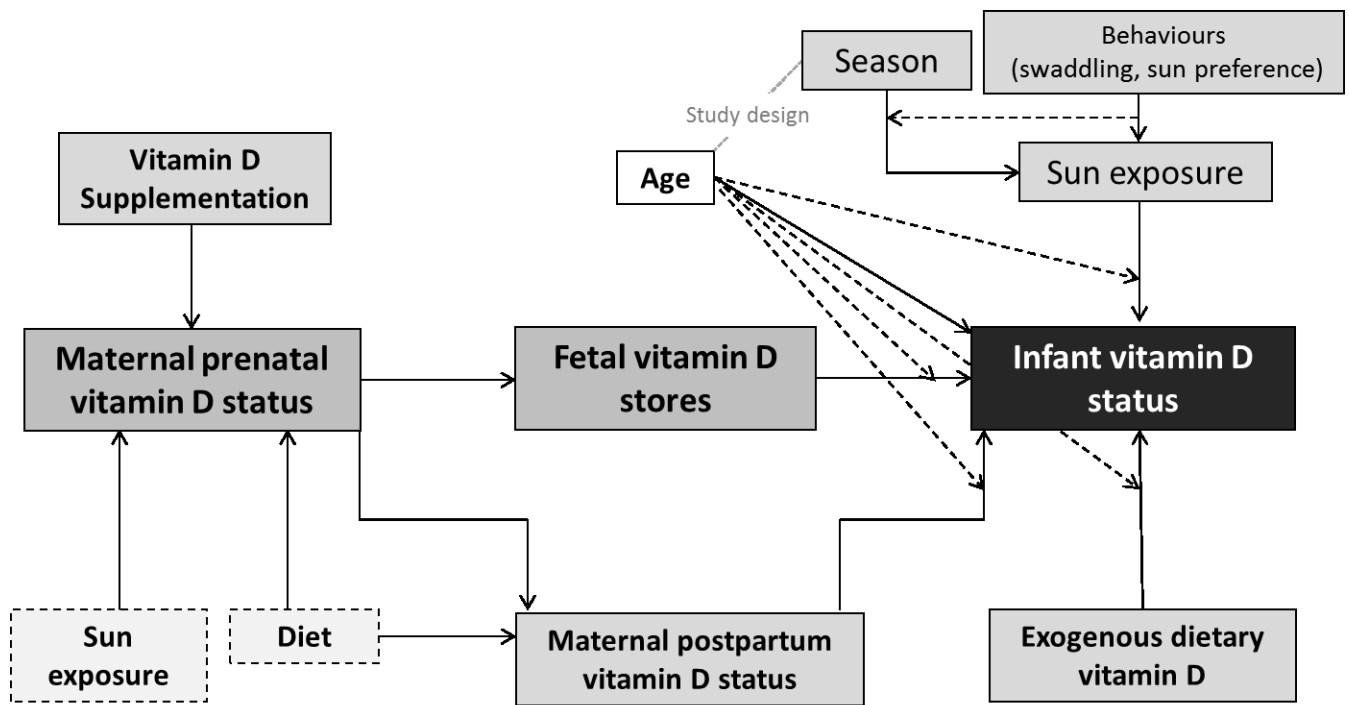 Behaviours
(swaddling, sun preference)
Season
Study design
Vitamin D
Supplementation
Age
Sun exposure
Maternal prenatal
vitamin D status
Fetal vitamin D
stores
Infant vitamin D
status
Sun
exposure
Diet
Maternal postpartum
vitamin D status
Exogenous dietary
vitamin D